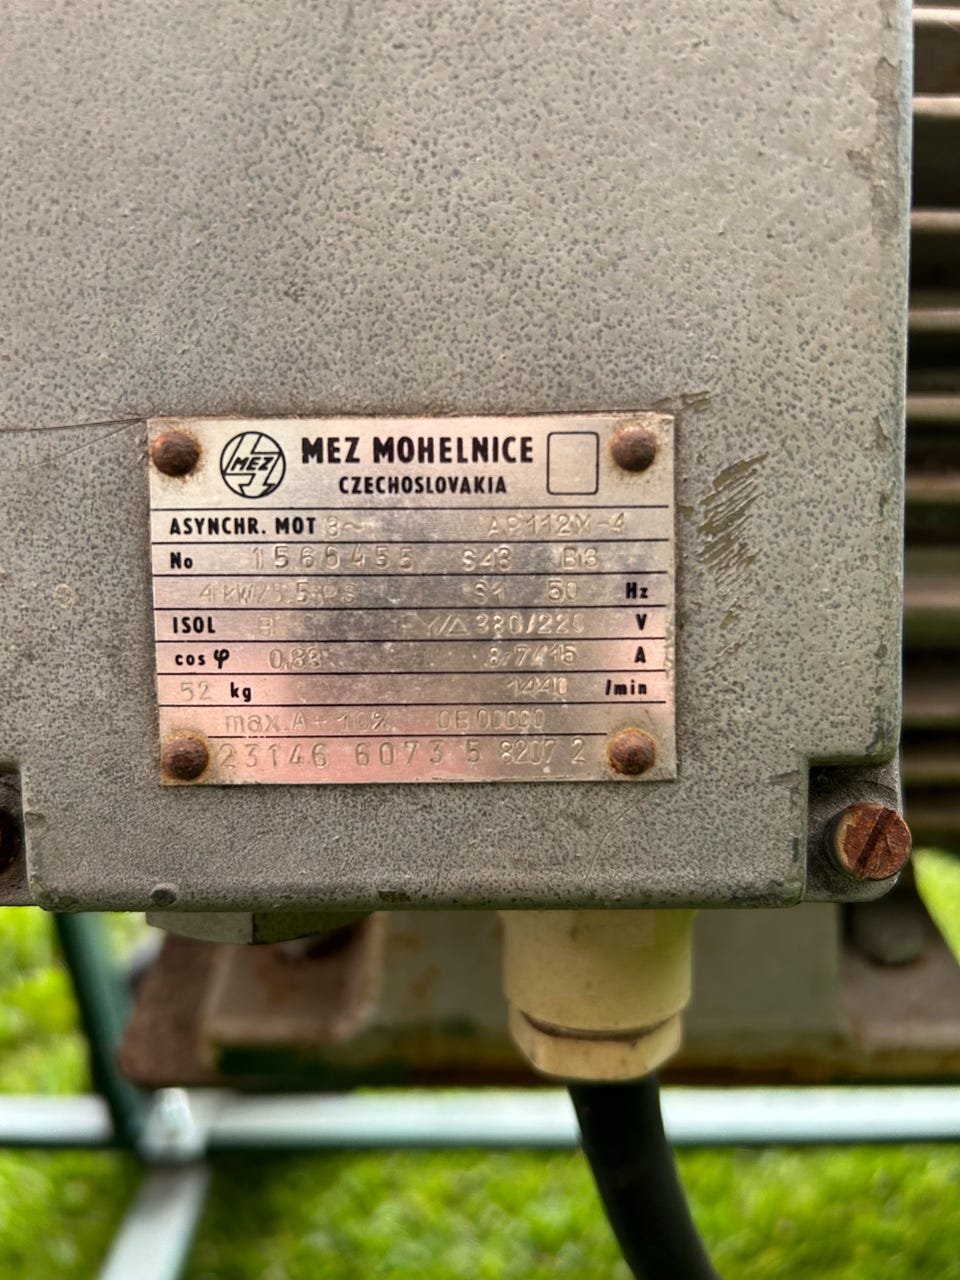 MEZ
MEZ MOHELNICE
CZECHOSLOVAKIA
ASYNCHR. MOT 3~ AP112M-4
No 1566455 S43 B3
4 kW/5.5 PS S1 50 Hz
ISOL B Y/△ 380/220 V
cos φ 0,83 8,7/15 A
52 kg 1440 /min
max.A+10% 0B00000
23146 6073 5 8207 2